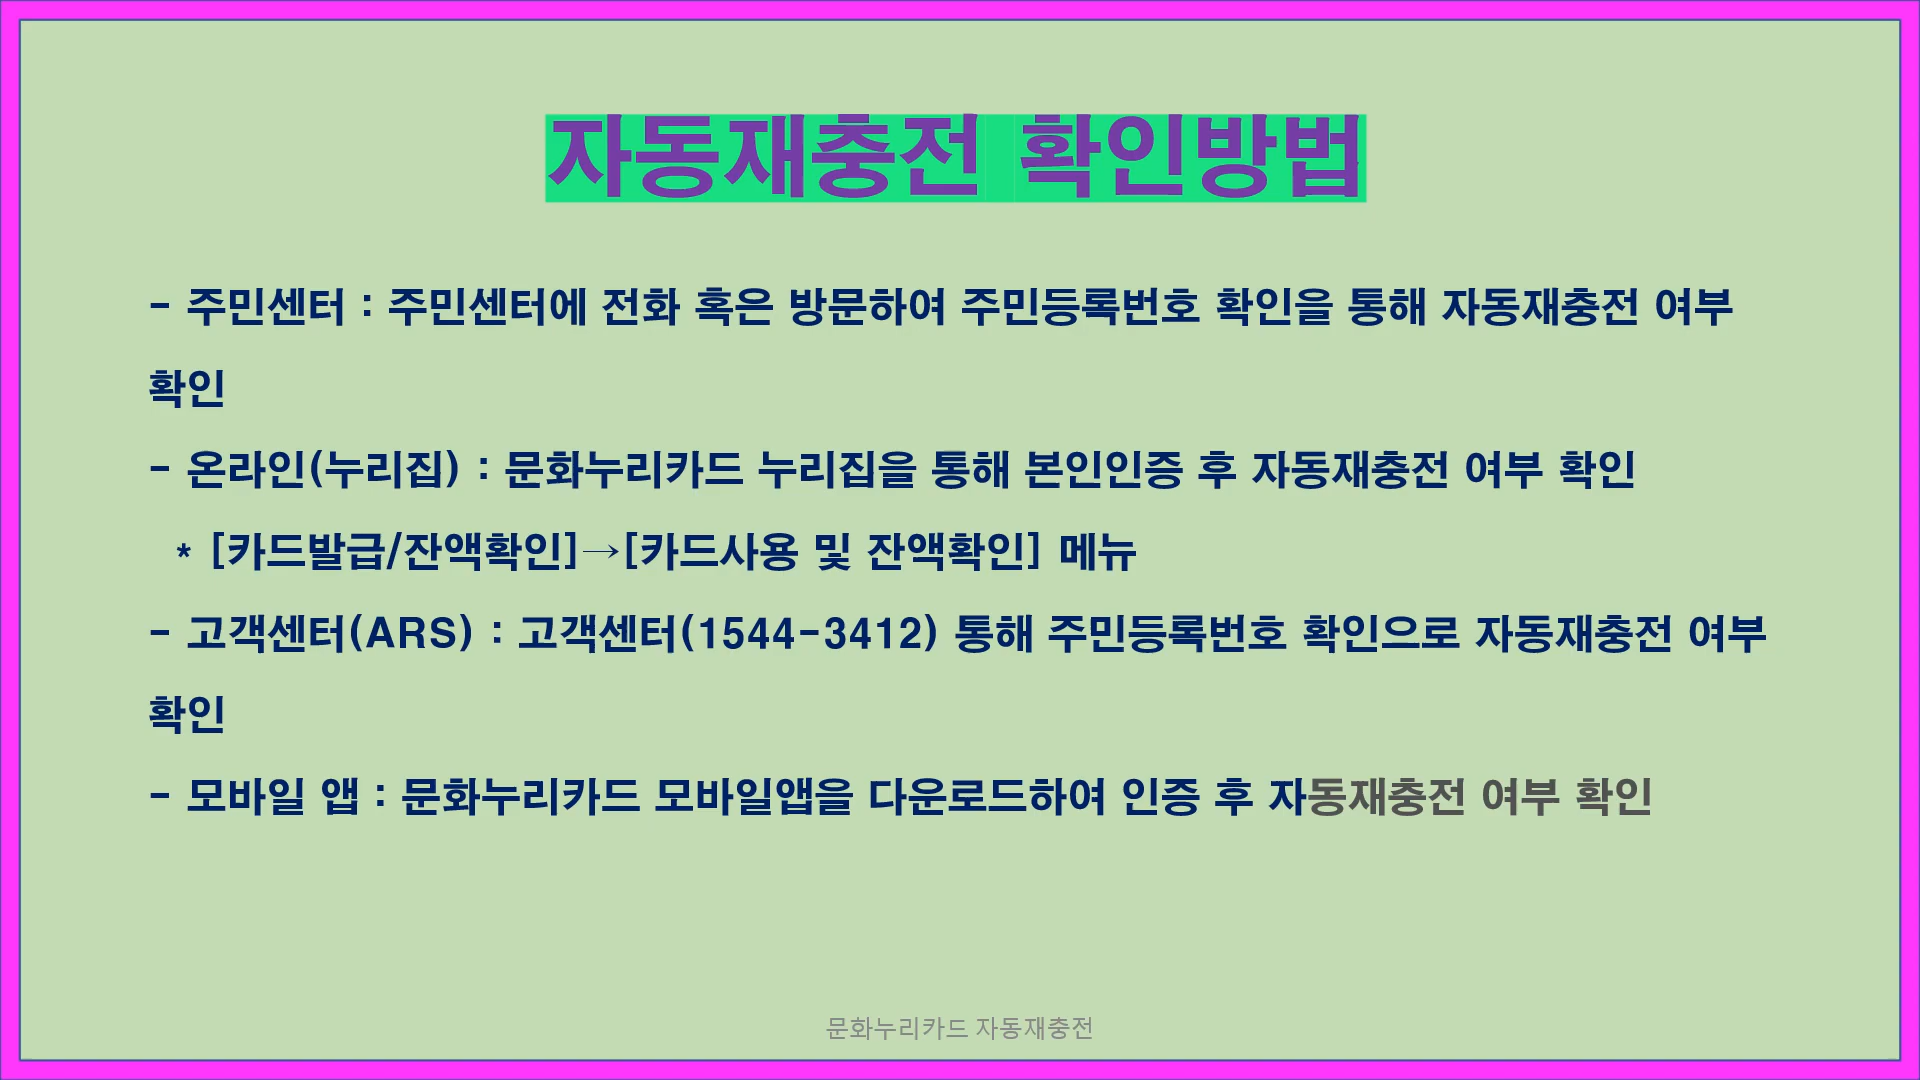 자동재충전 확인방법
- 주민센터 : 주민센터에 전화 혹은 방문하여 주민등록번호 확인을 통해 자동재충전 여부
확인
- 온라인(누리집) : 문화누리카드 누리집을 통해 본인인증 후 자동재충전 여부 확인
* [카드발급/잔액확인]→[카드사용 및 잔액확인] 메뉴
- 고객센터(ARS) : 고객센터(1544-3412) 통해 주민등록번호 확인으로 자동재충전 여부
확인
- 모바일 앱 : 문화누리카드 모바일앱을 다운로드하여 인증 후 자동재충전 여부 확인
문화누리카드 자동재충전